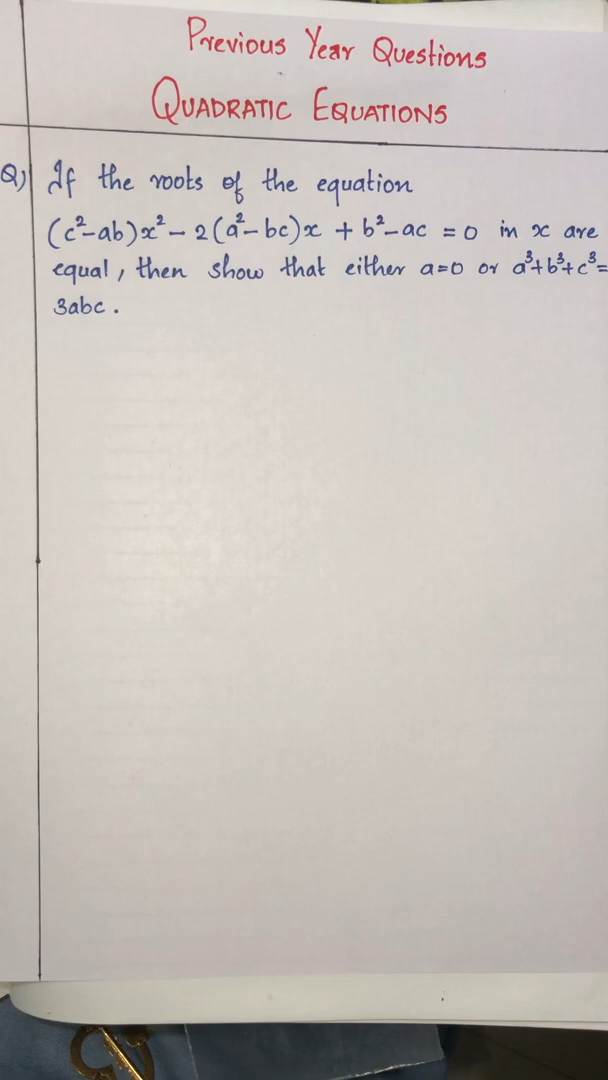 Previous Year Questions
QUADRATIC EQUATIONS
Q) If the roots of the equation
(c²-ab)x² - 2(a²-bc)x + b²-ac = 0 in x are
equal, then show that either a=0 or a³+b³+c³=
3abc.